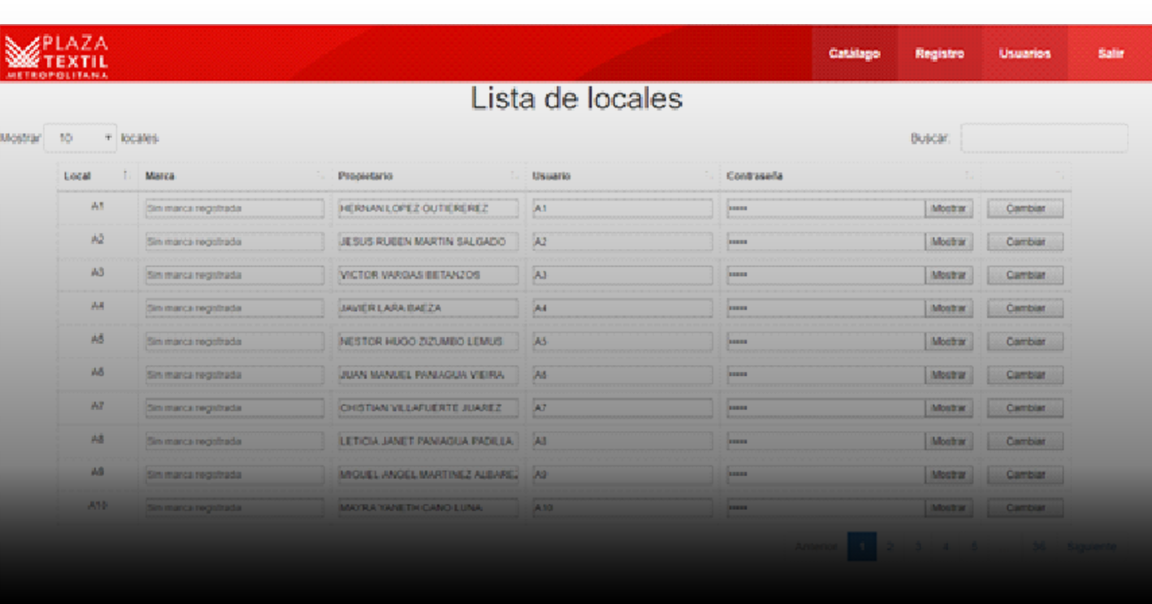 PLAZA
TEXTIL
METROPOLITANA
Catálago Registro Usuarios Salir
Lista de locales
Mostrar 10 locales Buscar:
Local Marca Propietario Usuario Contraseña
A1 Sin marca registrada HERNAN LOPEZ GUTIEREREZ A1 ••••• Mostrar Cambiar
A2 Sin marca registrada JESUS RUBEN MARTIN SALGADO A2 ••••• Mostrar Cambiar
A3 Sin marca registrada VICTOR VARGAS BETANZOS A3 ••••• Mostrar Cambiar
A4 Sin marca registrada JAVIER LARA BAEZA A4 ••••• Mostrar Cambiar
A5 Sin marca registrada NESTOR HUGO ZIZUMBO LEMUS A5 ••••• Mostrar Cambiar
A6 Sin marca registrada JUAN MANUEL PANIAGUA VIEIRA A6 ••••• Mostrar Cambiar
A7 Sin marca registrada CHISTIAN VILLAFUERTE JUAREZ A7 ••••• Mostrar Cambiar
A8 Sin marca registrada LETICIA JANET PANIAGUA PADILLA A8 ••••• Mostrar Cambiar
A9 Sin marca registrada MIGUEL ANGEL MARTINEZ ALBAREZ A9 ••••• Mostrar Cambiar
A10 Sin marca registrada MAYRA YANETH CANO LUNA A10 ••••• Mostrar Cambiar
Anterior 1 2 3 4 5 … 36 Siguiente